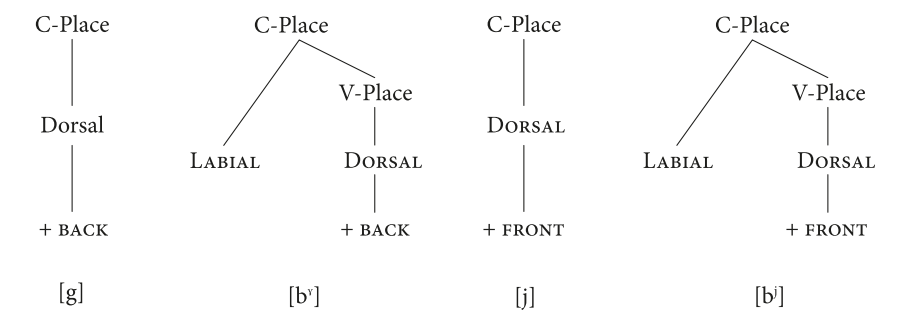 C-Place C-Place C-Place C-Place
V-Place V-Place
Dorsal Dorsal
Labial Dorsal Labial Dorsal
+ back + back + front + front
[g] [bˠ] [j] [bʲ]